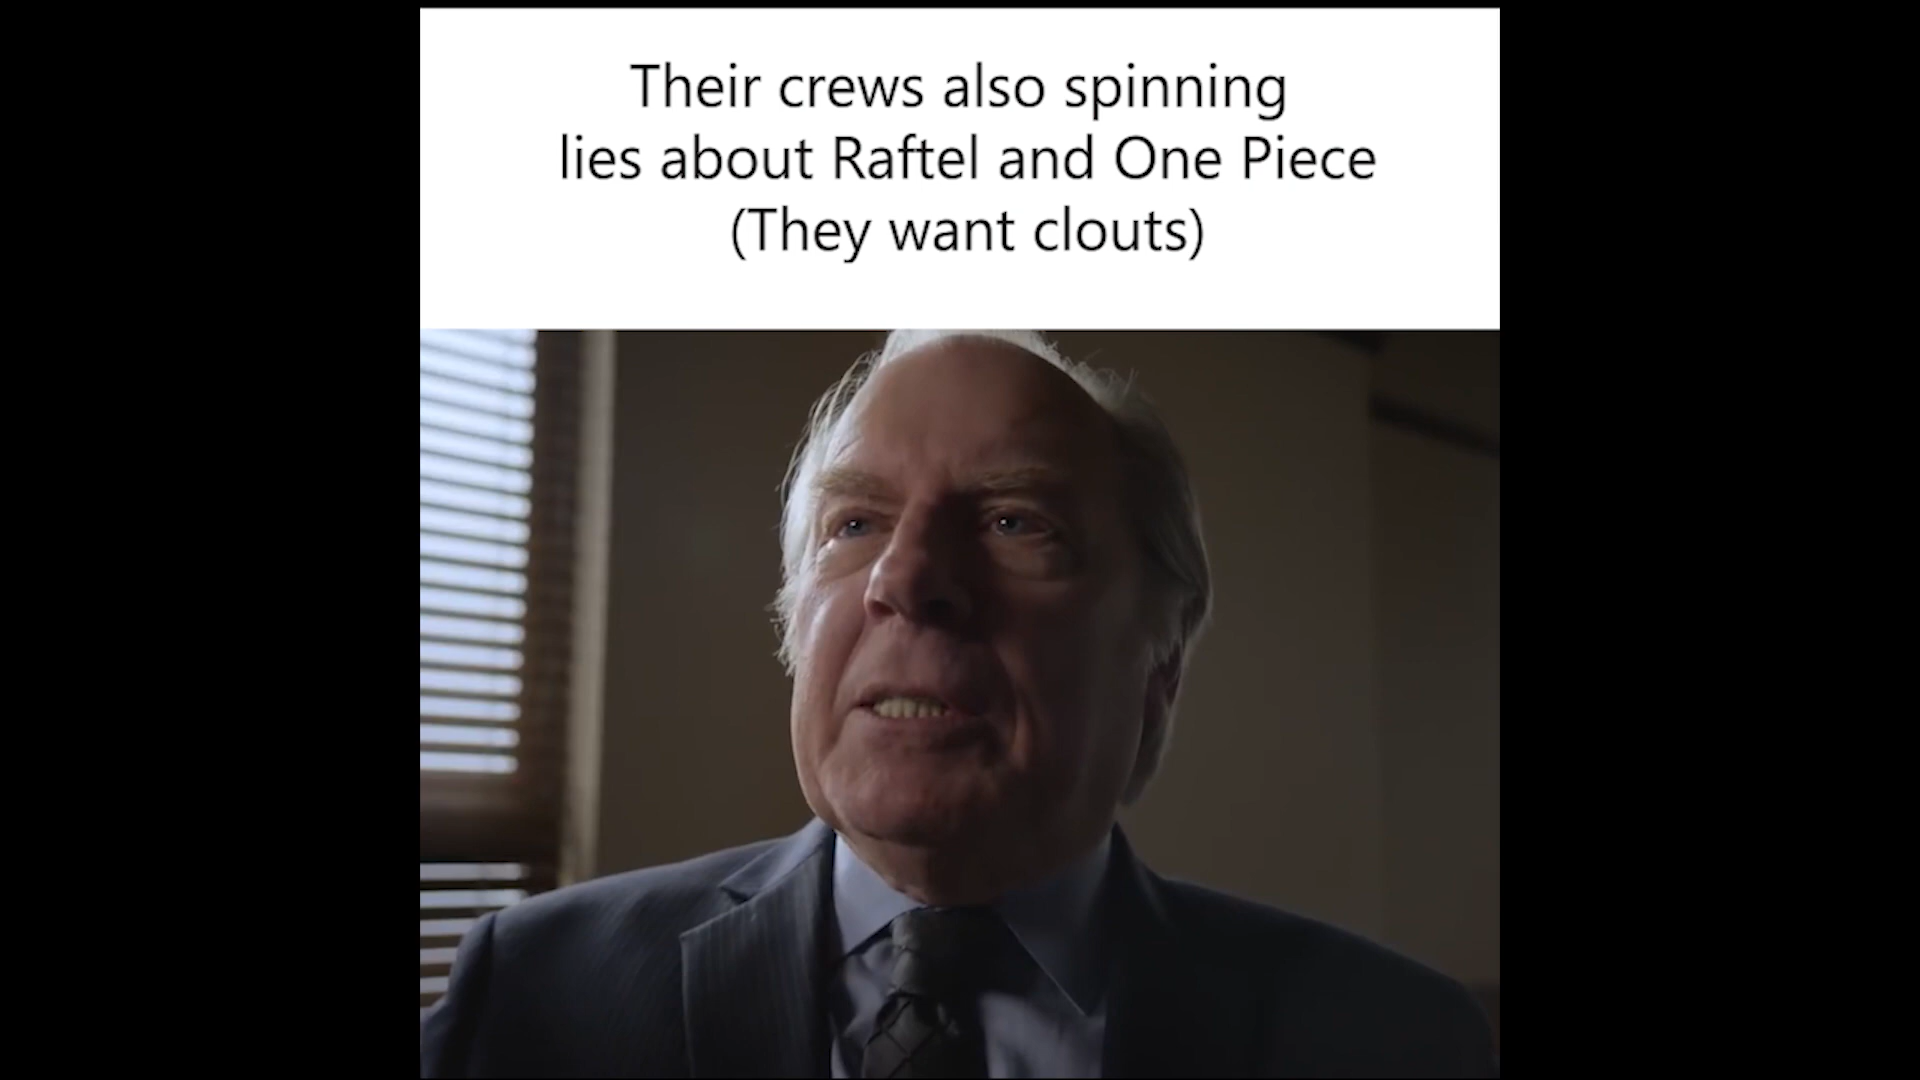 Their crews also spinning
lies about Raftel and One Piece
(They want clouts)